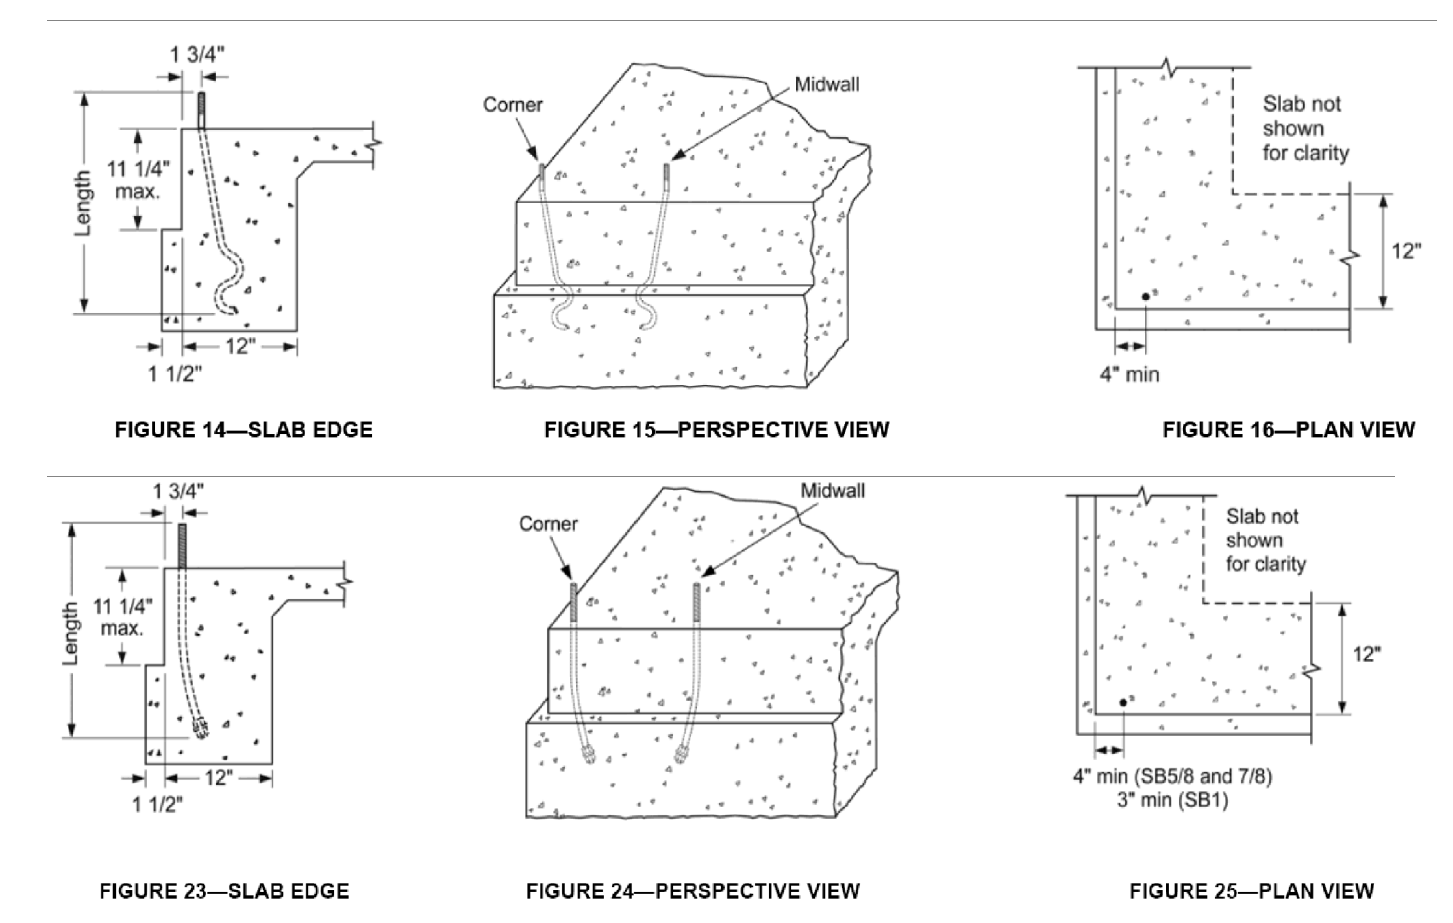 1 3/4"
Length
11 1/4"
max.
12"
1 1/2"
FIGURE 14—SLAB EDGE
Corner
Midwall
FIGURE 15—PERSPECTIVE VIEW
Slab not
shown
for clarity
12"
4" min
FIGURE 16—PLAN VIEW
1 3/4"
Length
11 1/4"
max.
12"
1 1/2"
FIGURE 23—SLAB EDGE
Corner
Midwall
FIGURE 24—PERSPECTIVE VIEW
Slab not
shown
for clarity
12"
4" min (SB5/8 and 7/8)
3" min (SB1)
FIGURE 25—PLAN VIEW